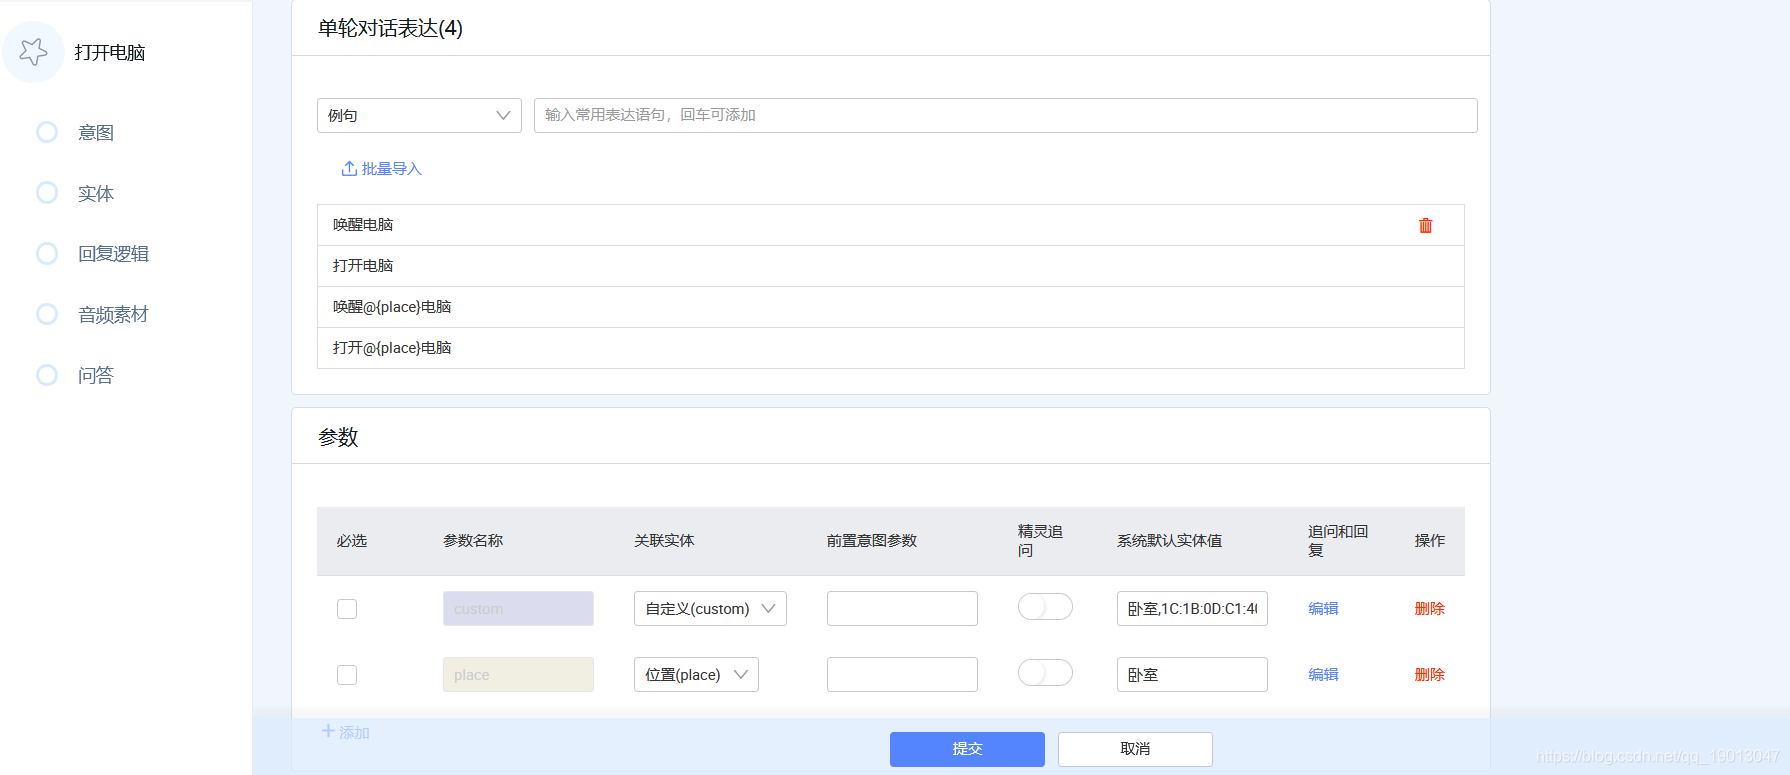 打开电脑
意图
实体
回复逻辑
音频素材
问答
单轮对话表达(4)
例句
输入常用表达语句，回车可添加
批量导入
唤醒电脑
打开电脑
唤醒@{place}电脑
打开@{place}电脑
参数
必选 参数名称 关联实体 前置意图参数 精灵追问 系统默认实体值 追问和回复 操作
custom 自定义(custom) 卧室,1C:1B:0D:C1:4 编辑 删除
place 位置(place) 卧室 编辑 删除
添加
提交 取消
https://blog.csdn.net/qq_19013047